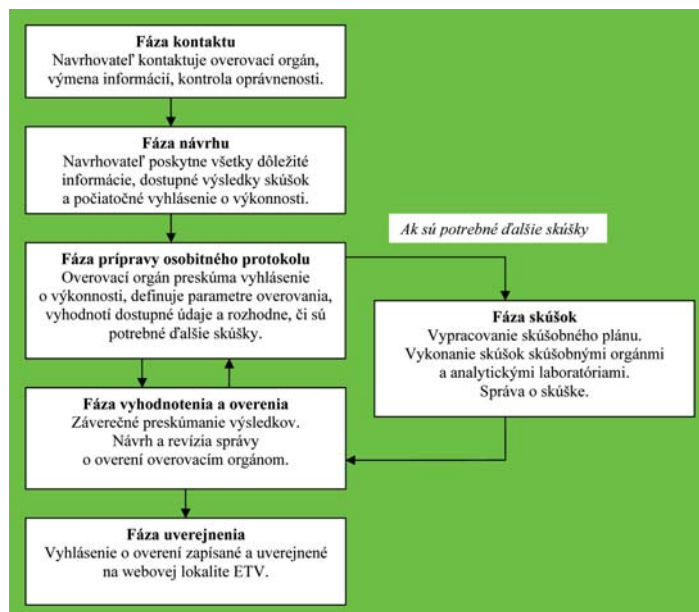 Fáza kontaktu
Navrhovateľ kontaktuje overovací orgán,
výmena informácií, kontrola oprávnenosti.
Fáza návrhu
Navrhovateľ poskytne všetky dôležité
informácie, dostupné výsledky skúšok
a počiatočné vyhlásenie o výkonnosti.
Ak sú potrebné ďalšie skúšky
Fáza prípravy osobitného protokolu
Overovací orgán preskúma vyhlásenie
o výkonnosti, definuje parametre overovania,
vyhodnotí dostupné údaje a rozhodne, či sú
potrebné ďalšie skúšky.
Fáza skúšok
Vypracovanie skúšobného plánu.
Vykonanie skúšok skúšobnými orgánmi
a analytickými laboratóriami.
Správa o skúške.
Fáza vyhodnotenia a overenia
Záverečné preskúmanie výsledkov.
Návrh a revízia správy
o overení overovacím orgánom.
Fáza uverejnenia
Vyhlásenie o overení zapísané a uverejnené
na webovej lokalite ETV.